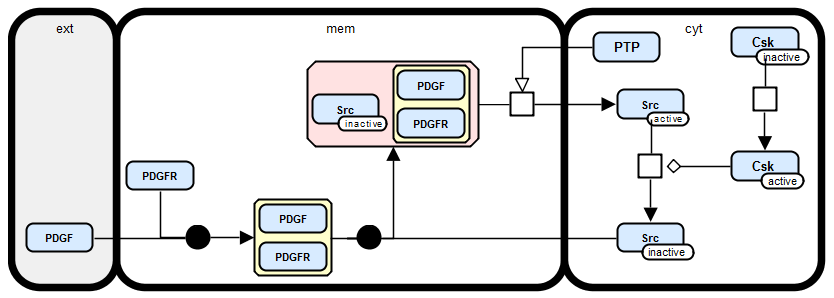 ext
mem
cyt
PTP
Csk
inactive
PDGF
PDGFR
Src
inactive
Src
active
PDGFR
Csk
active
PDGF
PDGF
PDGFR
Src
inactive